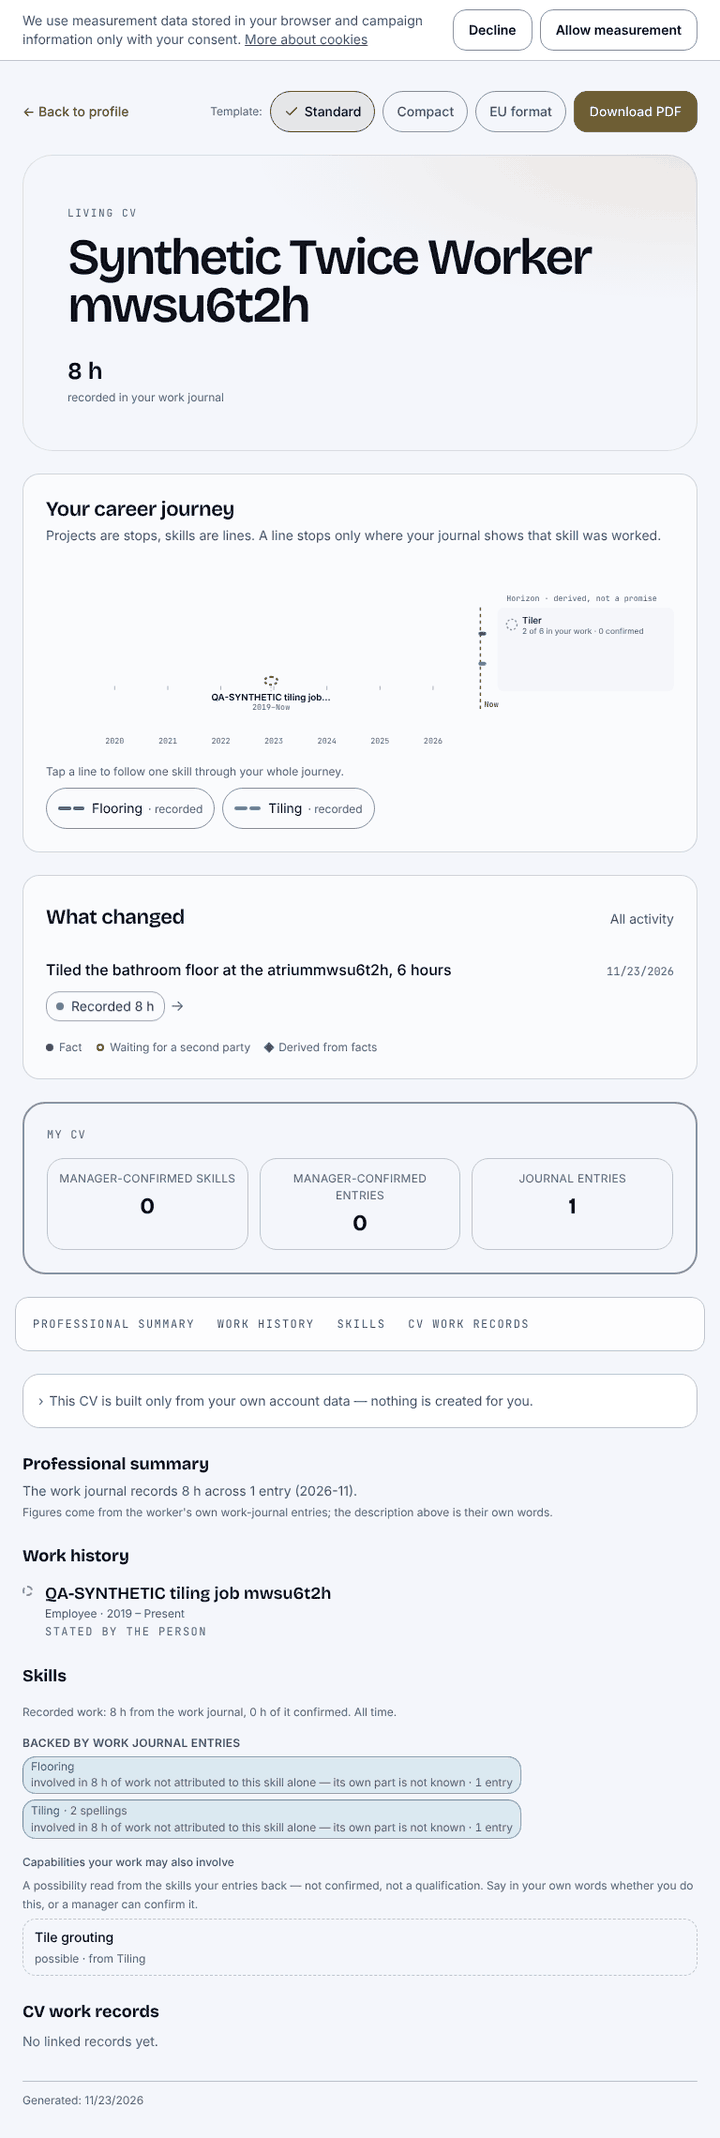 We use measurement data stored in your browser and campaign
information only with your consent. More about cookies
Decline
Allow measurement
← Back to profile
Template:
✓ Standard
Compact
EU format
Download PDF
LIVING CV
Synthetic Twice Worker
mwsu6t2h
8 h
recorded in your work journal
Your career journey
Projects are stops, skills are lines. A line stops only where your journal shows that skill was worked.
Horizon · derived, not a promise
Tiler
2 of 6 in your work · 0 confirmed
QA-SYNTHETIC tiling job…
2019–Now
Now
2020 2021 2022 2023 2024 2025 2026
Tap a line to follow one skill through your whole journey.
Flooring · recorded
Tiling · recorded
What changed
All activity
Tiled the bathroom floor at the atriummwsu6t2h, 6 hours
11/23/2026
Recorded 8 h →
Fact
Waiting for a second party
Derived from facts
MY CV
MANAGER-CONFIRMED SKILLS
0
MANAGER-CONFIRMED
ENTRIES
0
JOURNAL ENTRIES
1
PROFESSIONAL SUMMARY WORK HISTORY SKILLS CV WORK RECORDS
› This CV is built only from your own account data — nothing is created for you.
Professional summary
The work journal records 8 h across 1 entry (2026-11).
Figures come from the worker's own work-journal entries; the description above is their own words.
Work history
QA-SYNTHETIC tiling job mwsu6t2h
Employee · 2019 – Present
STATED BY THE PERSON
Skills
Recorded work: 8 h from the work journal, 0 h of it confirmed. All time.
BACKED BY WORK JOURNAL ENTRIES
Flooring
involved in 8 h of work not attributed to this skill alone — its own part is not known · 1 entry
Tiling · 2 spellings
involved in 8 h of work not attributed to this skill alone — its own part is not known · 1 entry
Capabilities your work may also involve
A possibility read from the skills your entries back — not confirmed, not a qualification. Say in your own words whether you do
this, or a manager can confirm it.
Tile grouting
possible · from Tiling
CV work records
No linked records yet.
Generated: 11/23/2026